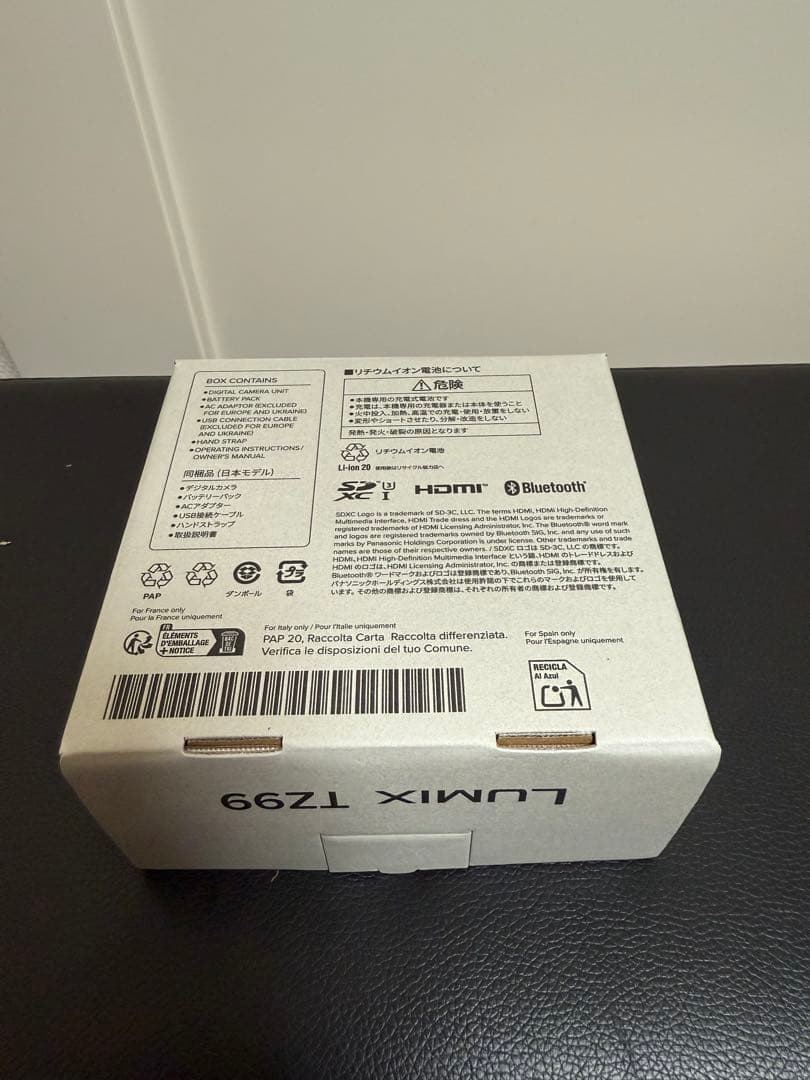 BOX CONTENTS
●DIGITAL CAMERA UNIT
●BATTERY PACK
●AC ADAPTOR (EXCLUDED
FOR EUROPE AND UKRAINE)
●USB CONNECTION CABLE
(EXCLUDED FOR EUROPE
AND UKRAINE)
●HAND STRAP
●OPERATING INSTRUCTIONS/
OWNER'S MANUAL
同梱品（日本モデル）
●デジタルカメラ
●バッテリーパック
●ACアダプター
●USB接続ケーブル
●ハンドストラップ
●取扱説明書
■リチウムイオン電池について
⚠危険
●本機専用の充電式電池です
●充電は、本機専用の充電器または本体を使うこと
●火中投入、加熱、高温での充電・使用・放置をしない
●変形やショートさせたり、分解・改造をしない
発熱・発火・破裂の原因となります
リチウムイオン電池
Li-ion 20 使用後はリサイクル協力店へ
SD XC I U3 HDMI™ Bluetooth®
SDXC Logo is a trademark of SD-3C, LLC. The terms HDMI, HDMI High-Definition
Multimedia Interface, HDMI Trade dress and the HDMI Logos are trademarks or
registered trademarks of HDMI Licensing Administrator, Inc. The Bluetooth® word mark
and logos are registered trademarks owned by Bluetooth SIG, Inc. and any use of such
marks by Panasonic Holdings Corporation is under license. Other trademarks and trade
names are those of their respective owners. / SDXC ロゴは SD-3C, LLC の商標です。
HDMI、HDMI High-Definition Multimedia Interface という語、HDMI のトレードドレスおよび
HDMI のロゴは、HDMI Licensing Administrator, Inc. の商標または登録商標です。
Bluetooth® ワードマークおよびロゴは登録商標であり、Bluetooth SIG, Inc. が所有権を有します。
パナソニックホールディングス株式会社は使用許諾の下でこれらのマークおよびロゴを使用して
います。その他の商標および登録商標は、それぞれの所有者の商標および登録商標です。
PAP
ダンボール
プラ
袋
For France only
Pour la France uniquement
FR
ÉLÉMENTS
D'EMBALLAGE
+ NOTICE
BAC
DE
TRI
For Italy only / Pour l'Italie uniquement
PAP 20, Raccolta Carta Raccolta differenziata.
Verifica le disposizioni del tuo Comune.
For Spain only
Pour l'Espagne uniquement
RECICLA
Al Azul
LUMIX TZ99